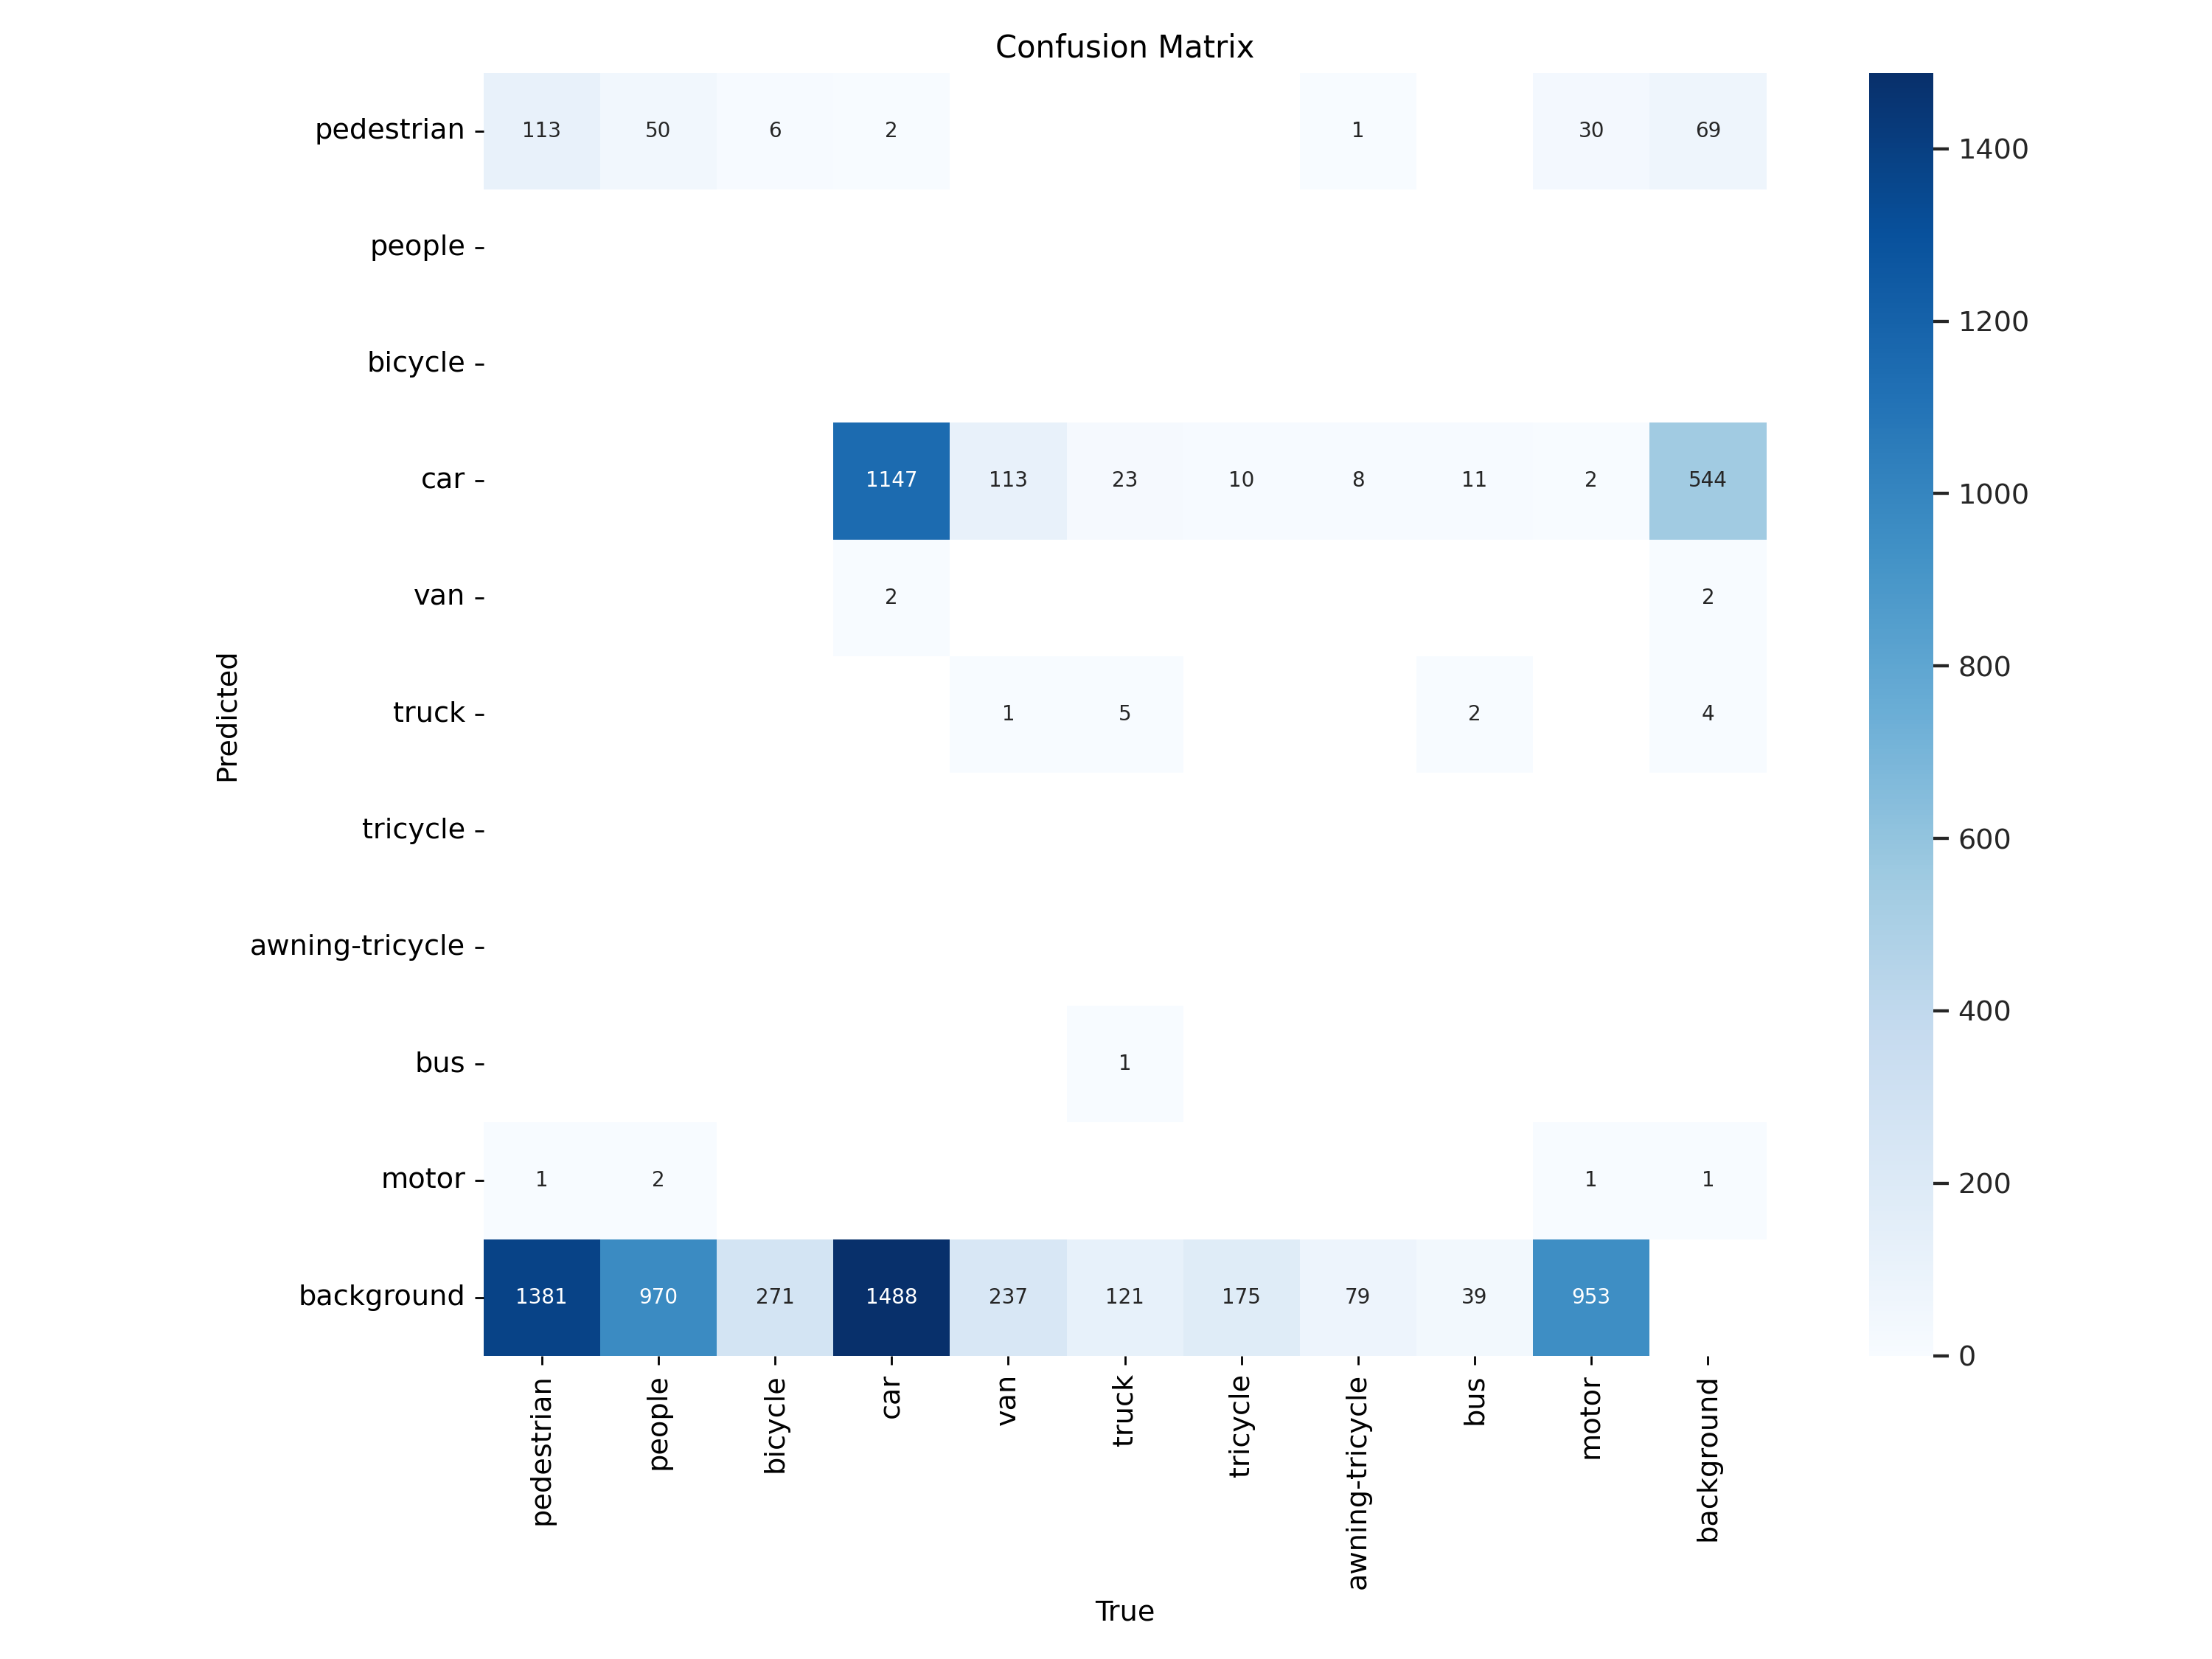 Confusion Matrix
pedestrian 113 50 6 2 1 30 69
people
bicycle
car 1147 113 23 10 8 11 2 544
van 2 2
truck 1 5 2 4
tricycle
awning-tricycle
bus 1
motor 1 2 1 1
background 1381 970 271 1488 237 121 175 79 39 953
Predicted
pedestrian
people
bicycle
car
van
truck
tricycle
awning-tricycle
bus
motor
background
True
1400
1200
1000
800
600
400
200
0